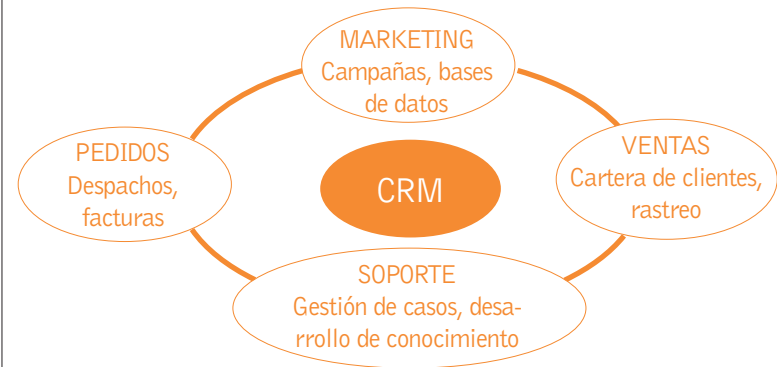 MARKETING
Campañas, bases
de datos
PEDIDOS
Despachos,
facturas
CRM
VENTAS
Cartera de clientes,
rastreo
SOPORTE
Gestión de casos, desa-
rrollo de conocimiento